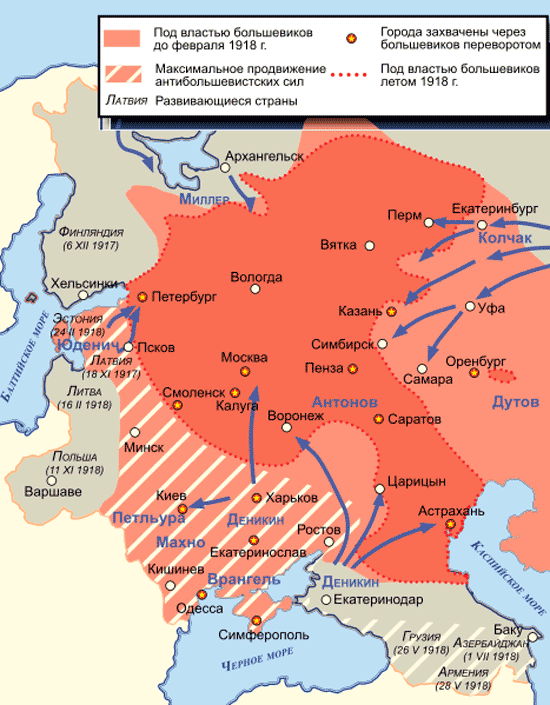 Под властью большевиков
до февраля 1918 г.
Города захвачены через
большевиков переворотом
Максимальное продвижение
антибольшевистских сил
Под властью большевиков
летом 1918 г.
Латвия Развивающиеся страны
Архангельск
Миллер
Пермь
Екатеринбург
Колчак
Финляндия
(6 XII 1917)
Вятка
Вологда
Хельсинки
Петербург
Казань
Уфа
Эстония
(24 II 1918)
Юденич
Псков
Симбирск
Балтийское море
Латвия
(18 XI 1917)
Москва
Пенза
Самара
Оренбург
Литва
(16 II 1918)
Смоленск
Калуга
Антонов
Дутов
Воронеж
Саратов
Минск
Польша
(11 XI 1918)
Варшаве
Киев
Харьков
Царицын
Петльура
Деникин
Астрахань
Махно
Ростов
Екатеринослав
Кишинев
Врангель
Деникин
Каспийское море
Одесса
Екатеринодар
Симферополь
Грузия
(26 V 1918)
Баку
Азербайджан
(1 VII 1918)
Черное море
Армения
(28 V 1918)